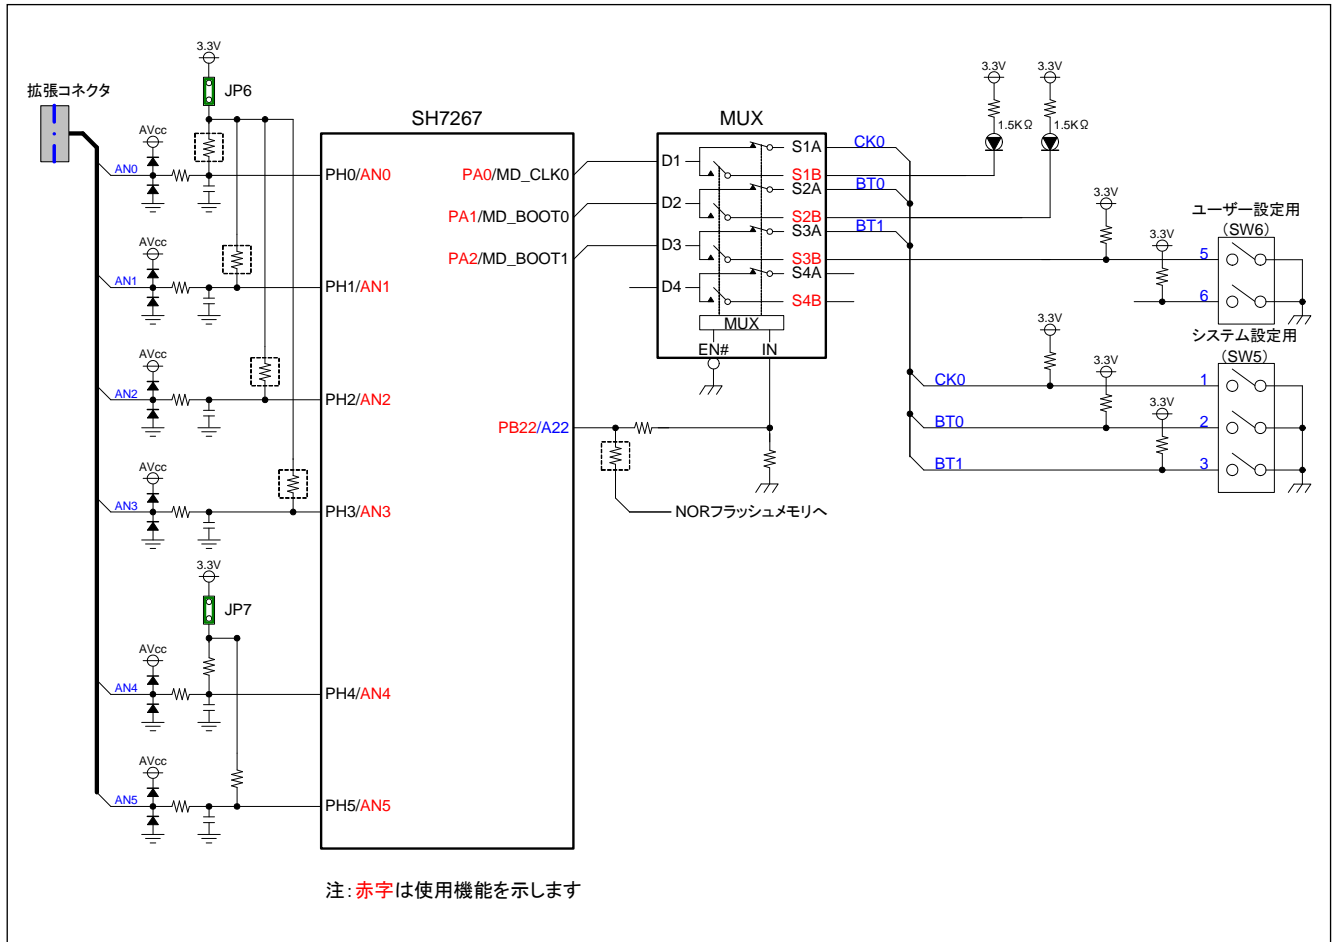 3.3V
JP6
拡張コネクタ
AVcc
AN0
AVcc
AN1
AVcc
AN2
AVcc
AN3
3.3V
JP7
AVcc
AN4
AVcc
AN5
SH7267
PH0/AN0
PH1/AN1
PH2/AN2
PH3/AN3
PH4/AN4
PH5/AN5
PA0/MD_CLK0
PA1/MD_BOOT0
PA2/MD_BOOT1
PB22/A22
MUX
D1
D2
D3
D4
S1A
S1B
S2A
S2B
S3A
S3B
S4A
S4B
MUX
EN#
IN
NORフラッシュメモリへ
CK0
BT0
BT1
3.3V
1.5KΩ
3.3V
1.5KΩ
3.3V
3.3V
ユーザー設定用
(SW6)
5
6
システム設定用
(SW5)
3.3V
3.3V
3.3V
CK0
1
BT0
2
BT1
3
注：赤字は使用機能を示します